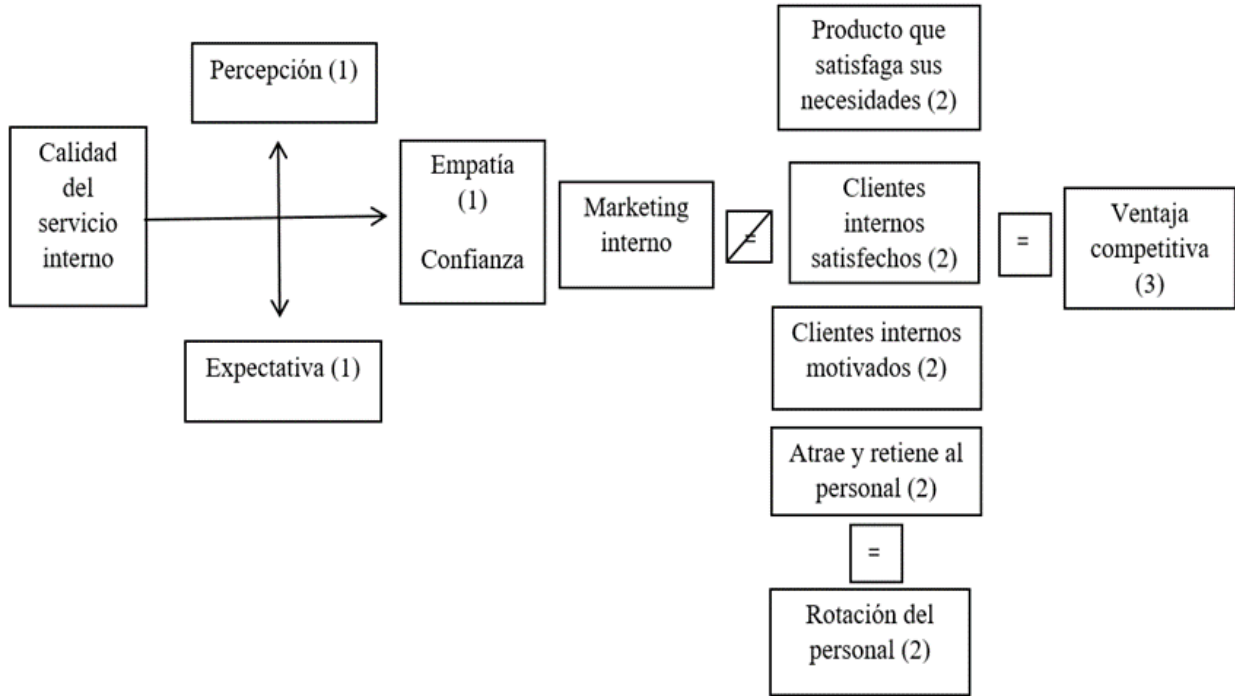 Producto que
satisfaga sus
necesidades (2)
Percepción (1)
Calidad
del
servicio
interno
Empatía
(1)
Confianza
Marketing
interno
=
Clientes
internos
satisfechos (2)
=
Ventaja
competitiva
(3)
Expectativa (1)
Clientes internos
motivados (2)
Atrae y retiene al
personal (2)
=
Rotación del
personal (2)